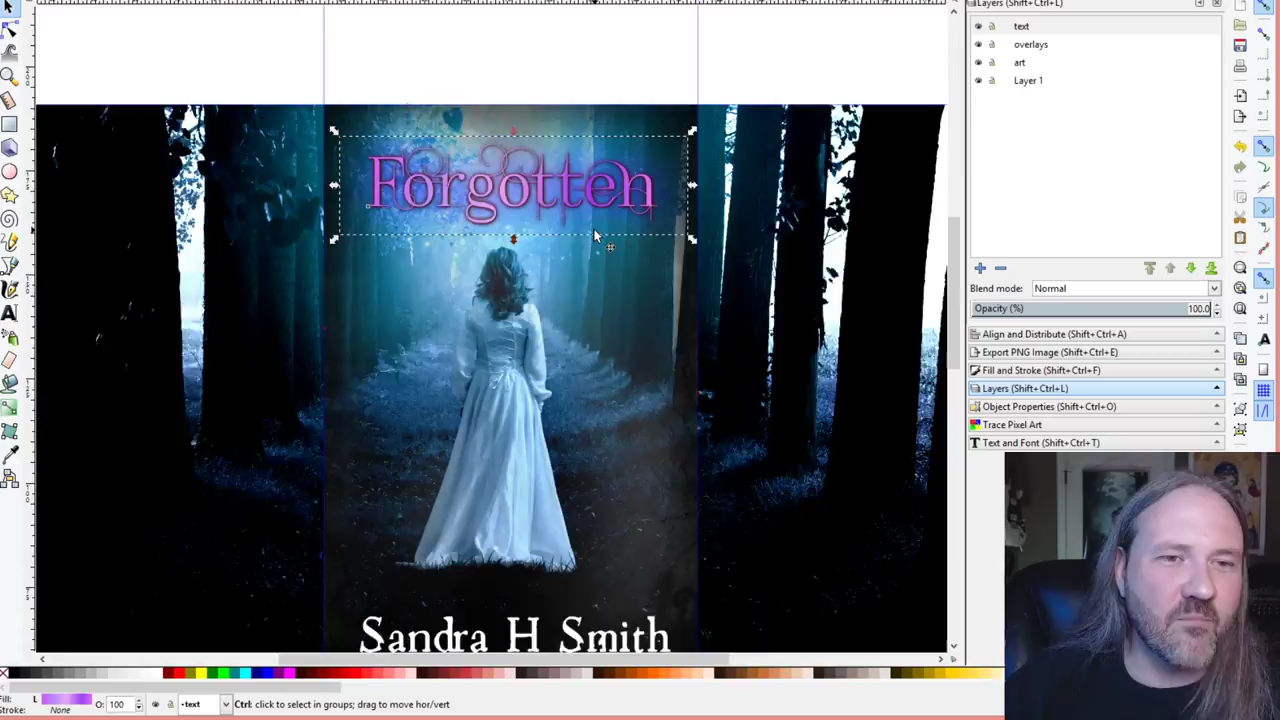 Layers (Shift+Ctrl+L)
text
overlays
art
Layer 1
Blend mode: Normal
Opacity (%) 100.0
Align and Distribute (Shift+Ctrl+A)
Export PNG Image (Shift+Ctrl+E)
Fill and Stroke (Shift+Ctrl+F)
Layers (Shift+Ctrl+L)
Object Properties (Shift+Ctrl+O)
Trace Pixel Art
Text and Font (Shift+Ctrl+T)
Forgotten
Sandra H Smith
Fill: L O: 100 •text Ctrl: click to select in groups; drag to move hor/vert
Stroke: None